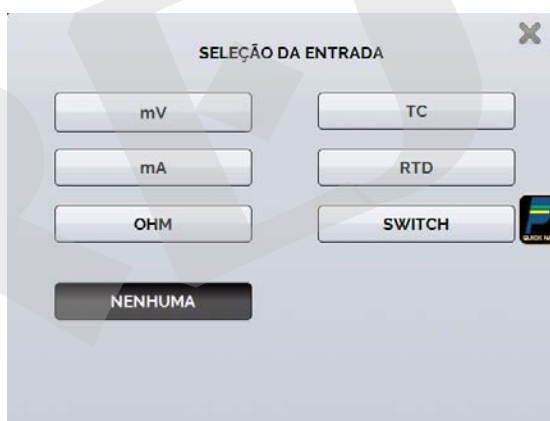 SELEÇÃO DA ENTRADA
mV
TC
mA
RTD
OHM
SWITCH
NENHUMA